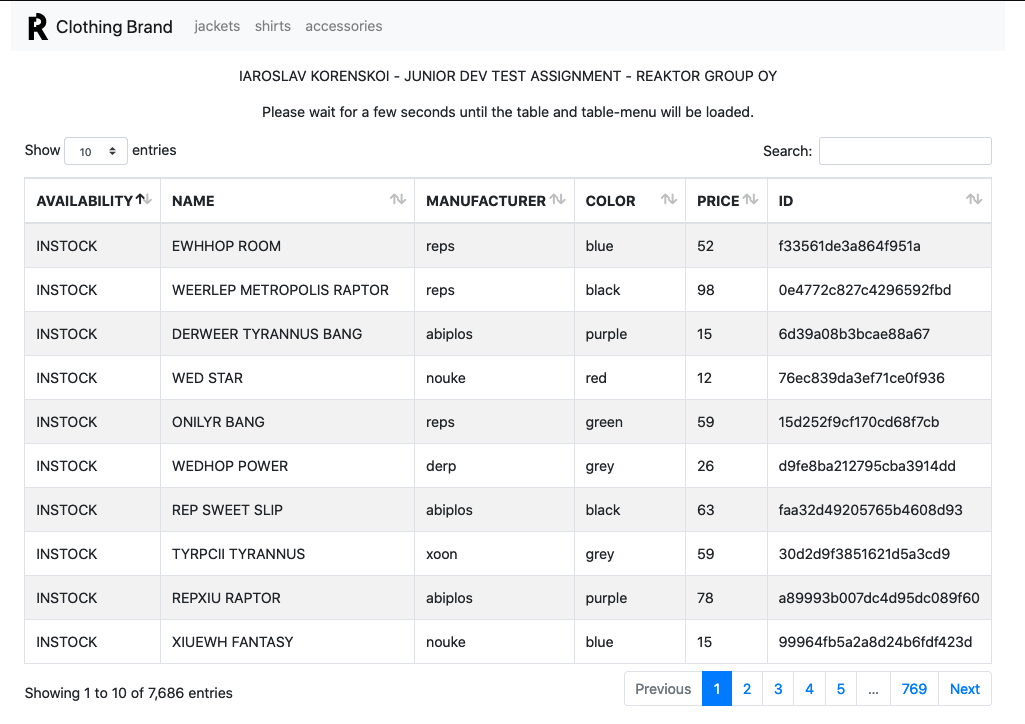 R Clothing Brand jackets shirts accessories
IAROSLAV KORENSKOI - JUNIOR DEV TEST ASSIGNMENT - REAKTOR GROUP OY
Please wait for a few seconds until the table and table-menu will be loaded.
Show 10 entries Search:
AVAILABILITY NAME MANUFACTURER COLOR PRICE ID
INSTOCK EWHHOP ROOM reps blue 52 f33561de3a864f951a
INSTOCK WEERLEP METROPOLIS RAPTOR reps black 98 0e4772c827c4296592fbd
INSTOCK DERWEER TYRANNUS BANG abiplos purple 15 6d39a08b3bcae88a67
INSTOCK WED STAR nouke red 12 76ec839da3ef71ce0f936
INSTOCK ONILYR BANG reps green 59 15d252f9cf170cd68f7cb
INSTOCK WEDHOP POWER derp grey 26 d9fe8ba212795cba3914dd
INSTOCK REP SWEET SLIP abiplos black 63 faa32d49205765b4608d93
INSTOCK TYRPCII TYRANNUS xoon grey 59 30d2d9f3851621d5a3cd9
INSTOCK REPXIU RAPTOR abiplos purple 78 a89993b007dc4d95dc089f60
INSTOCK XIUEWH FANTASY nouke blue 15 99964fb5a2a8d24b6fdf423d
Showing 1 to 10 of 7,686 entries Previous 1 2 3 4 5 ... 769 Next